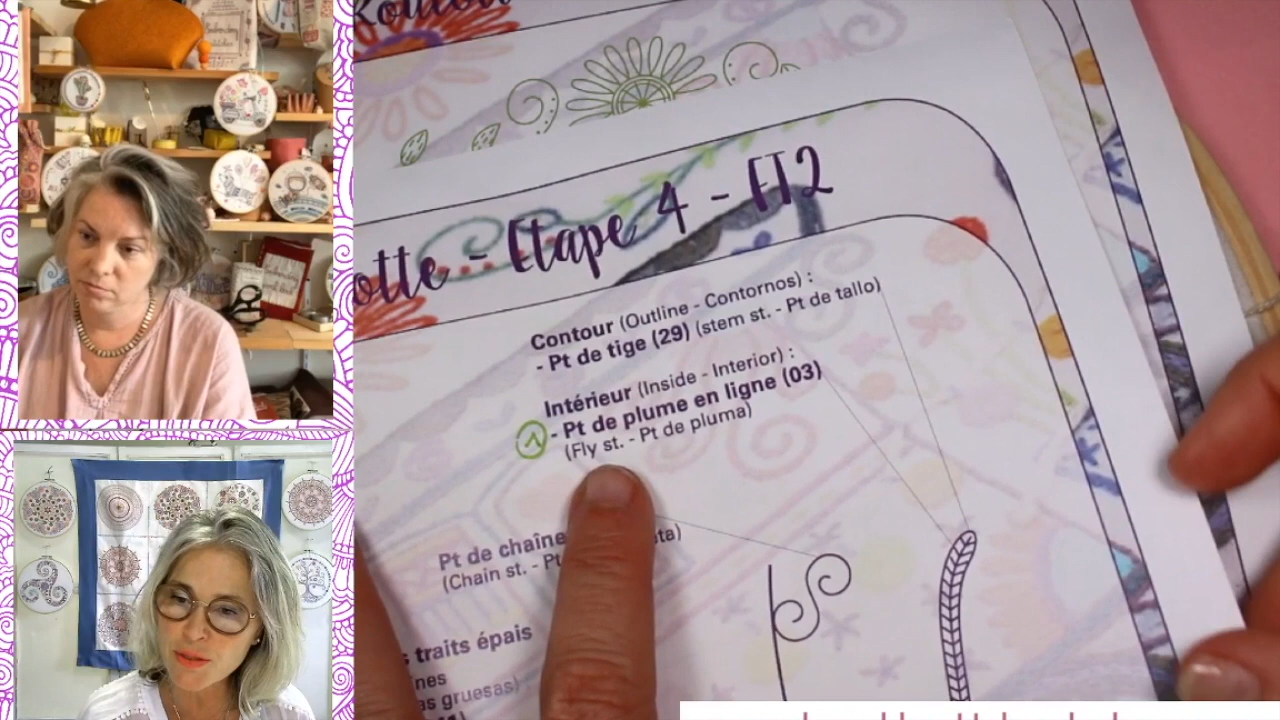 otte - Etape 4 - FT2
Contour (Outline - Contornos) :
- Pt de tige (29) (stem st. - Pt de tallo)
Intérieur (Inside - Interior) :
- Pt de plume en ligne (03)
(Fly st. - Pt de pluma)
Pt de chaîne
(Chain st. - Pt
traits épais
as gruesas)